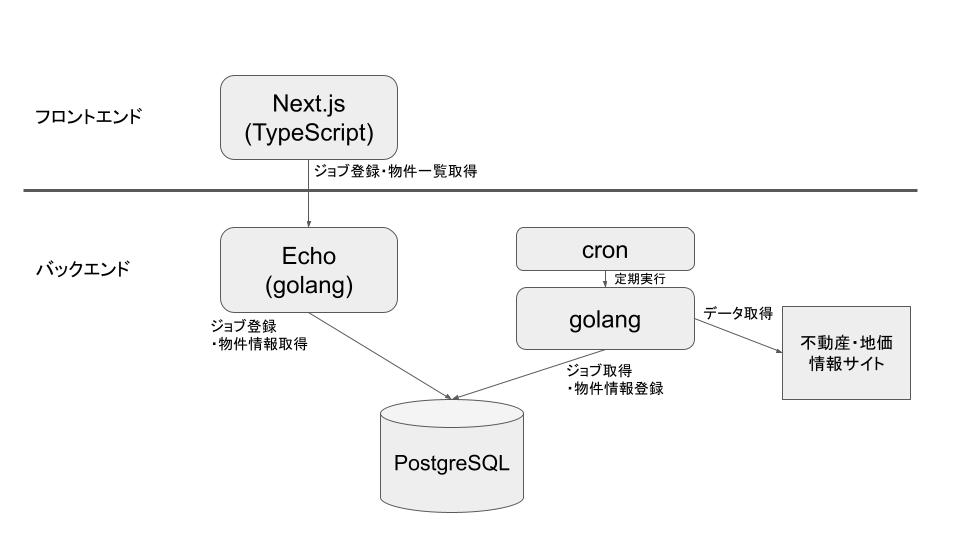 フロントエンド
Next.js
(TypeScript)
ジョブ登録・物件一覧取得
バックエンド
Echo
(golang)
cron
定期実行
golang
データ取得
不動産・地価
情報サイト
ジョブ登録
・物件情報取得
ジョブ取得
・物件情報登録
PostgreSQL